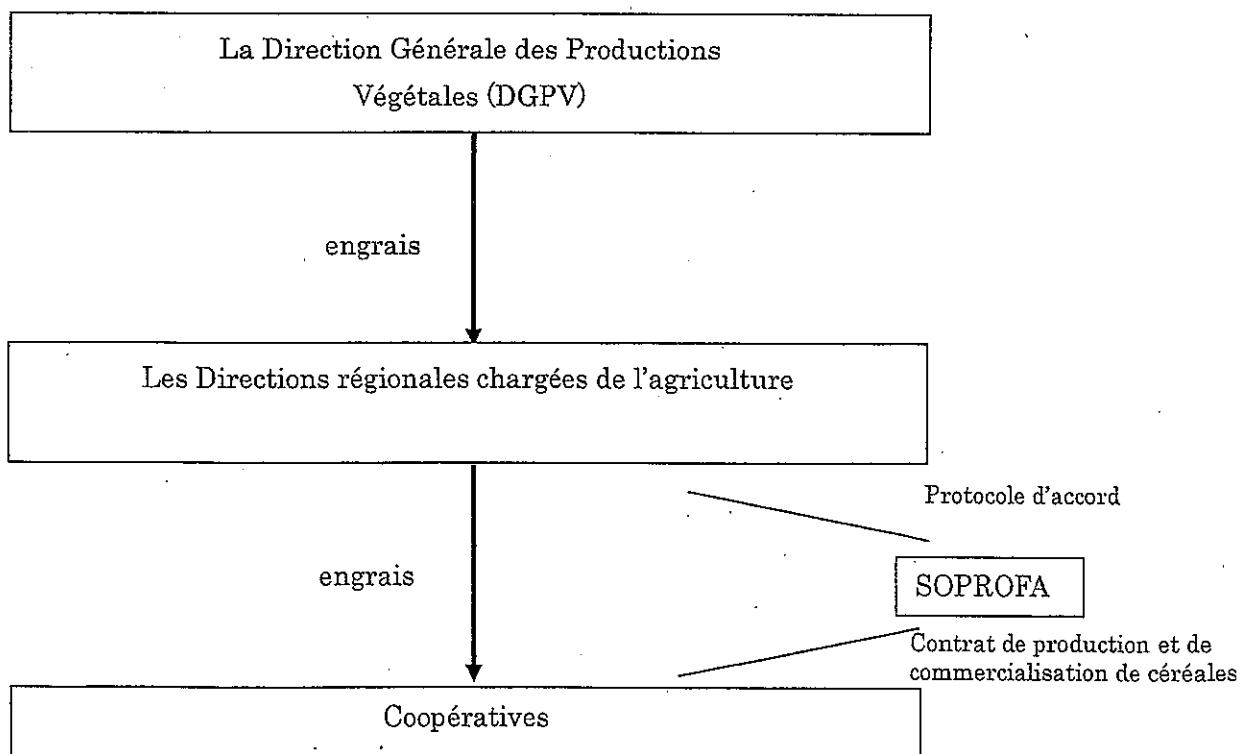 La Direction Générale des Productions
Végétales (DGPV)
engrais
Les Directions régionales chargées de l'agriculture
Protocole d'accord
engrais
SOPROFA
Contrat de production et de
commercialisation de céréales
Coopératives